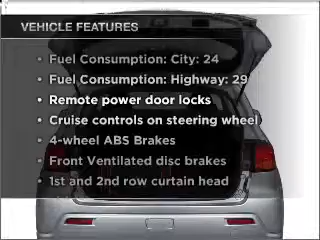 VEHICLE FEATURES
• Fuel Consumption: City: 24
• Fuel Consumption: Highway: 29
• Remote power door locks
• Cruise controls on steering wheel
• 4-wheel ABS Brakes
• Front Ventilated disc brakes
• 1st and 2nd row curtain head